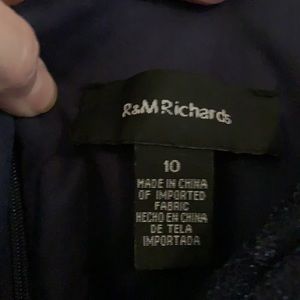 R&M Richards
10
MADE IN CHINA
OF IMPORTED
FABRIC
HECHO EN CHINA
DE TELA
IMPORTADA